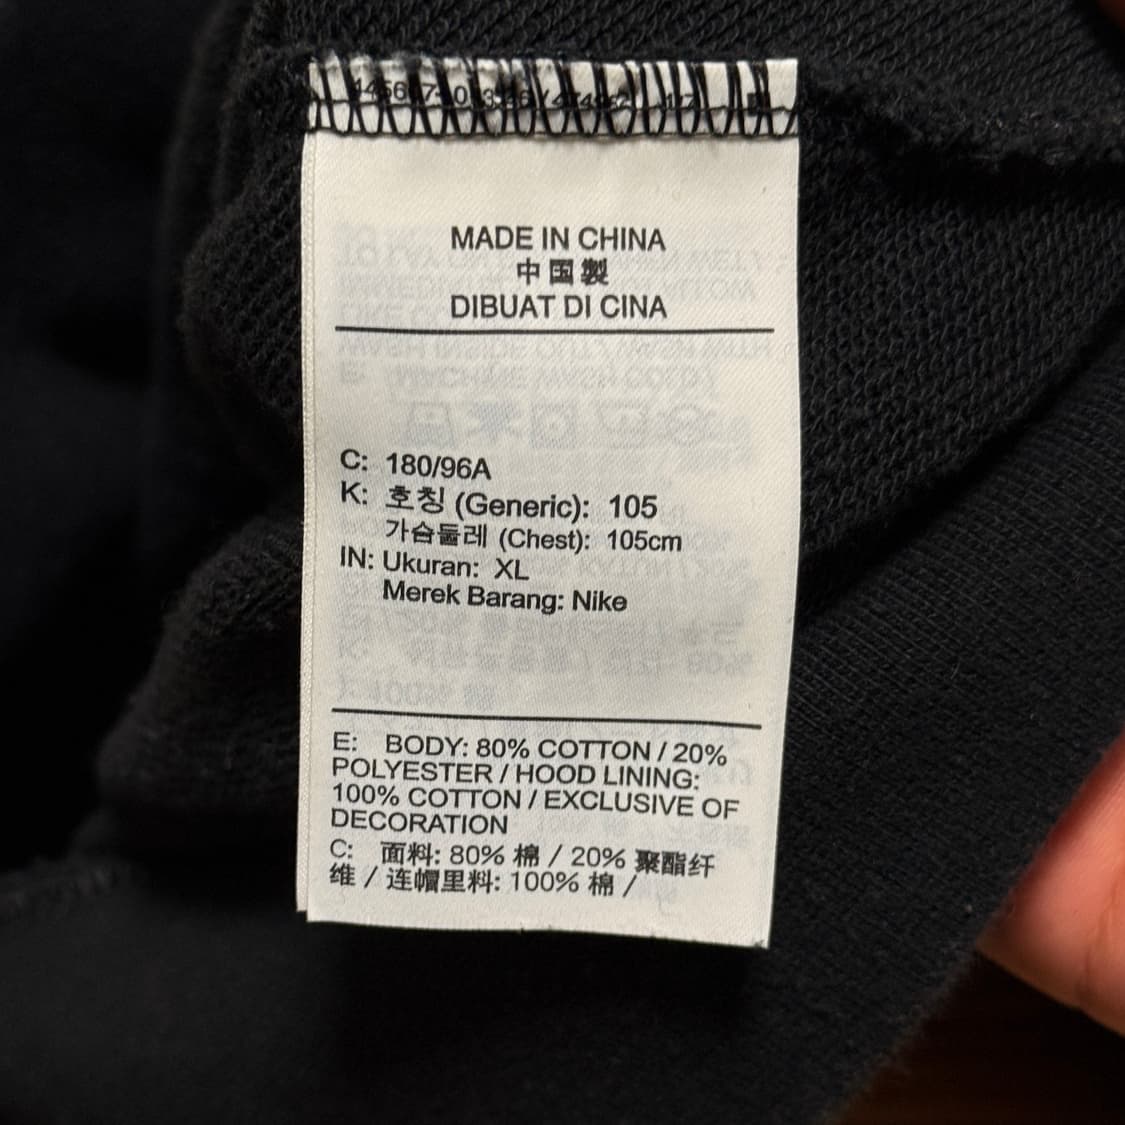 MADE IN CHINA
中国製
DIBUAT DI CINA
C: 180/96A
K: 호칭 (Generic): 105
가슴둘레 (Chest): 105cm
IN: Ukuran: XL
Merek Barang: Nike
E: BODY: 80% COTTON / 20%
POLYESTER / HOOD LINING:
100% COTTON / EXCLUSIVE OF
DECORATION
C: 面料: 80% 棉 / 20% 聚酯纤
维 / 连帽里料: 100% 棉 /